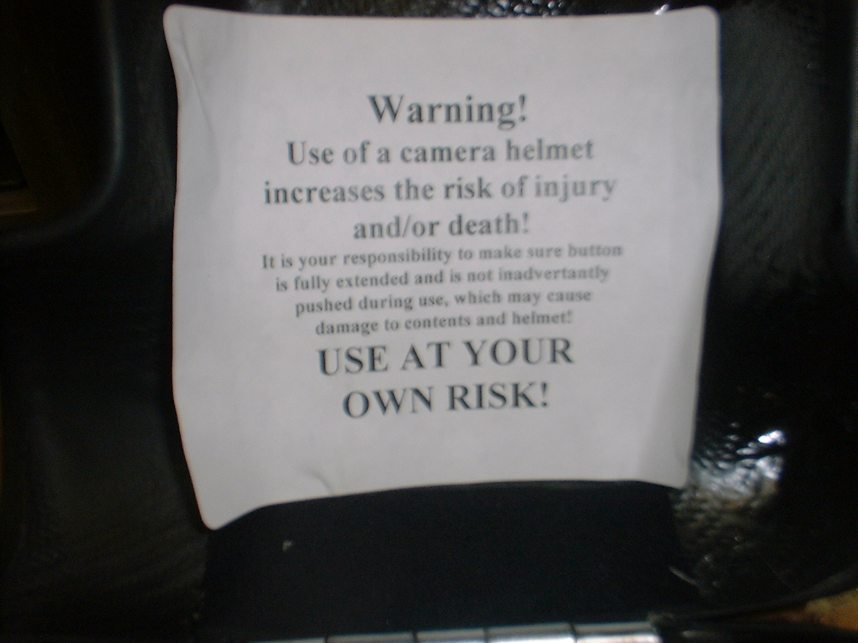 Warning!
Use of a camera helmet
increases the risk of injury
and/or death!
It is your responsibility to make sure button
is fully extended and is not inadvertantly
pushed during use, which may cause
damage to contents and helmet!
USE AT YOUR
OWN RISK!